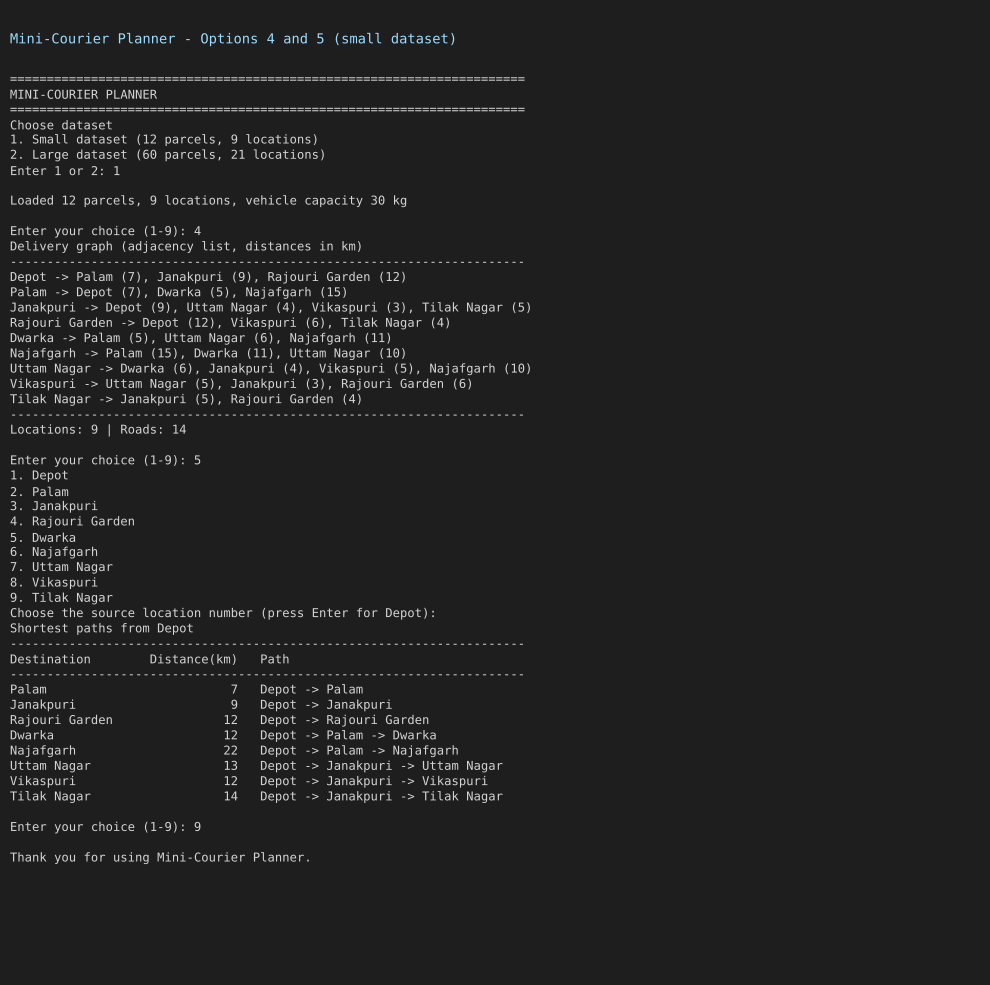 Mini-Courier Planner - Options 4 and 5 (small dataset)
======================================================================
MINI-COURIER PLANNER
======================================================================
Choose dataset
1. Small dataset (12 parcels, 9 locations)
2. Large dataset (60 parcels, 21 locations)
Enter 1 or 2: 1
Loaded 12 parcels, 9 locations, vehicle capacity 30 kg
Enter your choice (1-9): 4
Delivery graph (adjacency list, distances in km)
----------------------------------------------------------------------
Depot -> Palam (7), Janakpuri (9), Rajouri Garden (12)
Palam -> Depot (7), Dwarka (5), Najafgarh (15)
Janakpuri -> Depot (9), Uttam Nagar (4), Vikaspuri (3), Tilak Nagar (5)
Rajouri Garden -> Depot (12), Vikaspuri (6), Tilak Nagar (4)
Dwarka -> Palam (5), Uttam Nagar (6), Najafgarh (11)
Najafgarh -> Palam (15), Dwarka (11), Uttam Nagar (10)
Uttam Nagar -> Dwarka (6), Janakpuri (4), Vikaspuri (5), Najafgarh (10)
Vikaspuri -> Uttam Nagar (5), Janakpuri (3), Rajouri Garden (6)
Tilak Nagar -> Janakpuri (5), Rajouri Garden (4)
----------------------------------------------------------------------
Locations: 9 | Roads: 14
Enter your choice (1-9): 5
1. Depot
2. Palam
3. Janakpuri
4. Rajouri Garden
5. Dwarka
6. Najafgarh
7. Uttam Nagar
8. Vikaspuri
9. Tilak Nagar
Choose the source location number (press Enter for Depot):
Shortest paths from Depot
----------------------------------------------------------------------
Destination        Distance(km)   Path
----------------------------------------------------------------------
Palam                         7   Depot -> Palam
Janakpuri                     9   Depot -> Janakpuri
Rajouri Garden               12   Depot -> Rajouri Garden
Dwarka                       12   Depot -> Palam -> Dwarka
Najafgarh                    22   Depot -> Palam -> Najafgarh
Uttam Nagar                  13   Depot -> Janakpuri -> Uttam Nagar
Vikaspuri                    12   Depot -> Janakpuri -> Vikaspuri
Tilak Nagar                  14   Depot -> Janakpuri -> Tilak Nagar
Enter your choice (1-9): 9
Thank you for using Mini-Courier Planner.